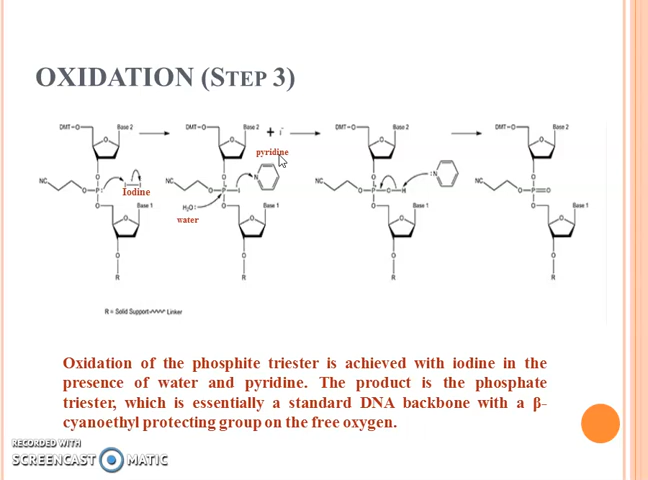 OXIDATION (STEP 3)
DMT-O Base 2 DMT-O Base 2 + I⁻ DMT-O Base 2 DMT-O Base 2
pyridine
O O O O
O O O O
NC O-P: I-I NC O-P-I N NC O-P-O-H :N NC O-P=O
Iodine
O Base 1 H₂O: O Base 1 O Base 1 O Base 1
water
O O O O
O O O O
R R R R
R = Solid Support Linker
Oxidation of the phosphite triester is achieved with iodine in the
presence of water and pyridine. The product is the phosphate
triester, which is essentially a standard DNA backbone with a β-
cyanoethyl protecting group on the free oxygen.
RECORDED WITH
SCREENCAST MATIC